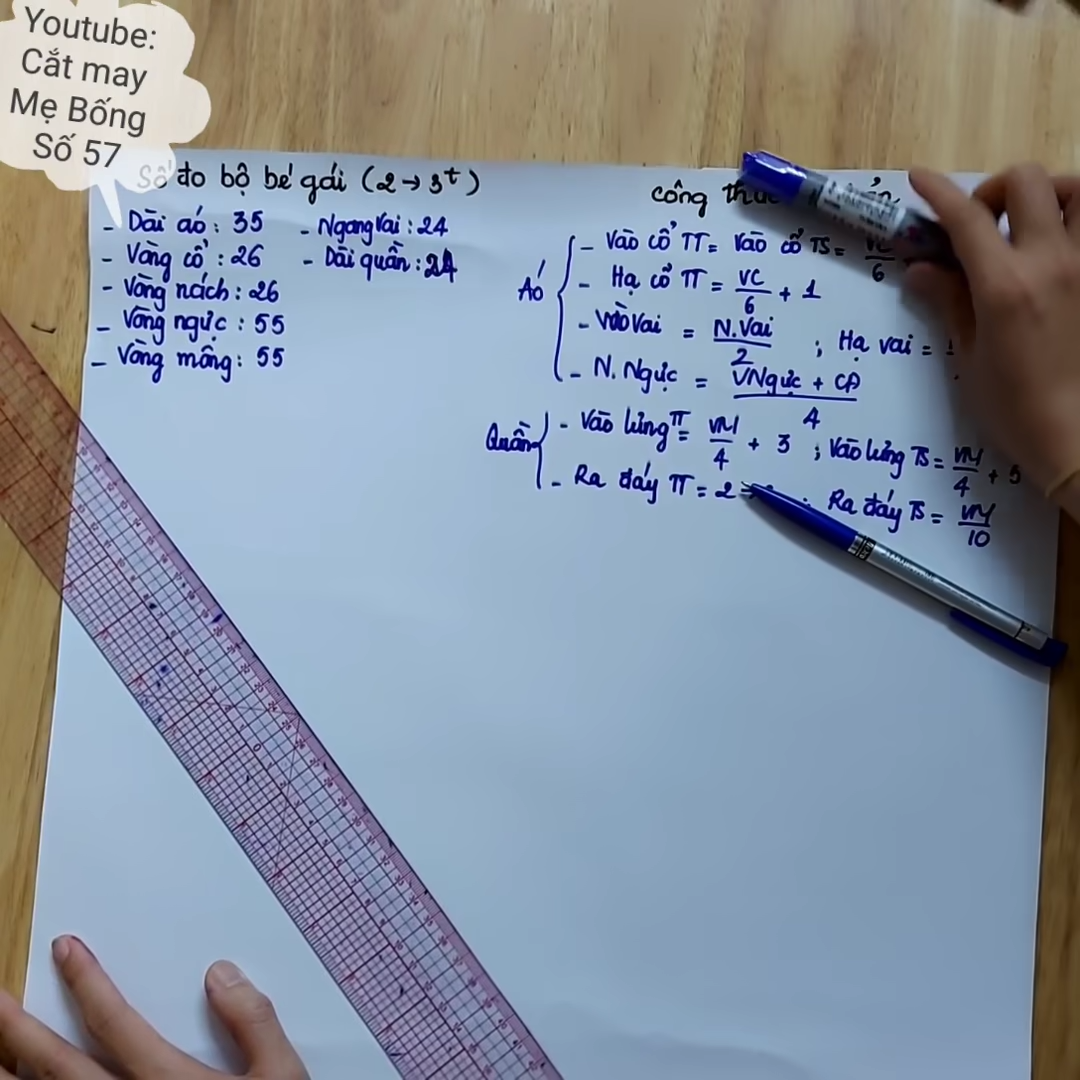 Youtube:
Cắt may
Mẹ Bống
Số 57
Số đo bộ bé gái (2 → 3t)
- Dài áo : 35
- Vòng cổ : 26
- Vòng nách : 26
- Vòng ngực : 55
- Vòng mông : 55
- Ngang vai : 24
- Dài quần : 24
công thức
Áo
- Vào cổ TT = Vào cổ TS = VC/6
- Hạ cổ TT = VC/6 + 1
- Vào Vai = N.Vai/2 ; Hạ vai =
- N.Ngực = VNgực + CĐ/4
Quần
- Vào lưng TT = VM/4 + 3 ; Vào lưng TS = VM/4 + 5
- Ra đáy TT = 2 ; Ra đáy TS = VM/10